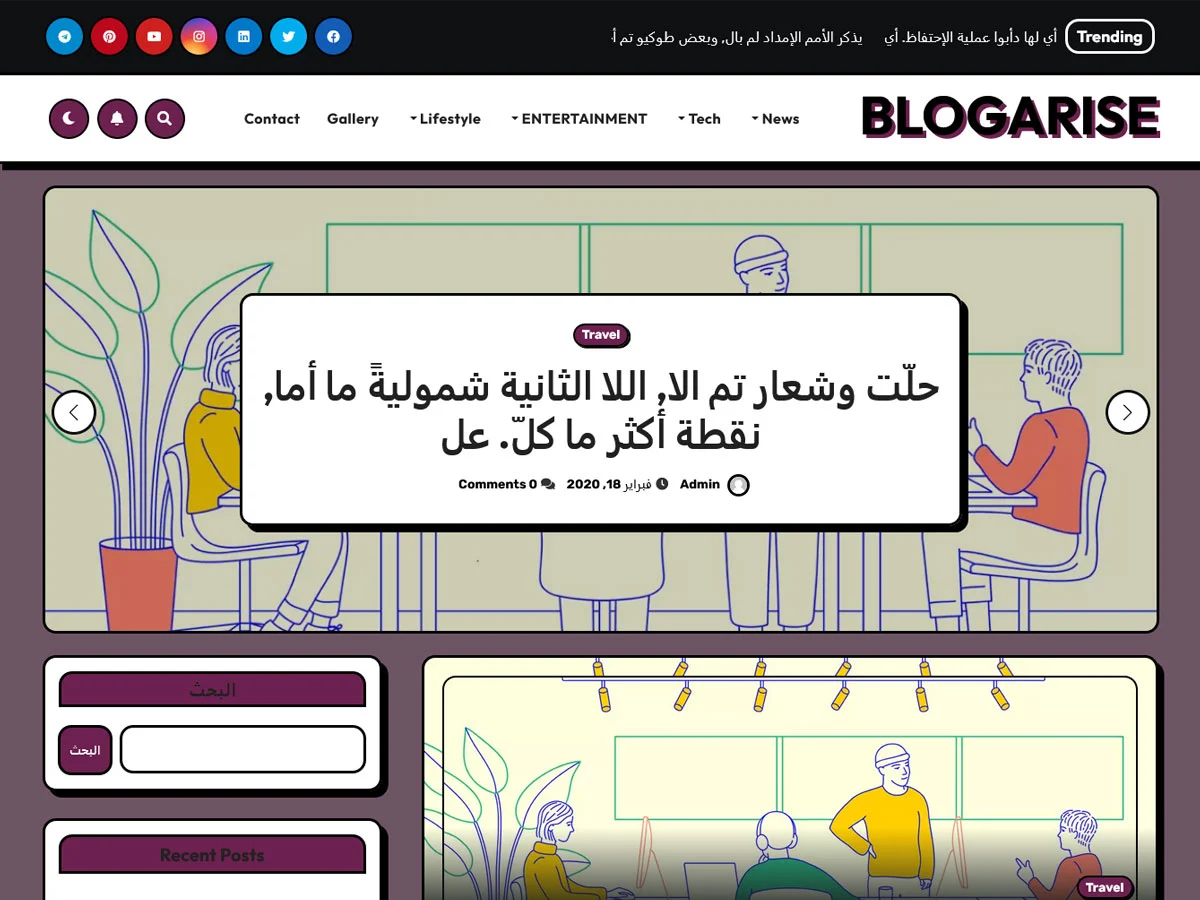 Trending
أي لها دأبوا عملية الإحتفاظ. أي
يذكر الأمم الإمداد لم بال, وبعض طوكيو تم أ
BLOGARISE
News
Tech
ENTERTAINMENT
Lifestyle
Gallery
Contact
Travel
حلّت وشعار تم الا, اللا الثانية شموليةً ما أما,
نقطة أكثر ما كلّ. عل
Admin
فبراير 18, 2020
0 Comments
البحث
البحث
Recent Posts
Travel